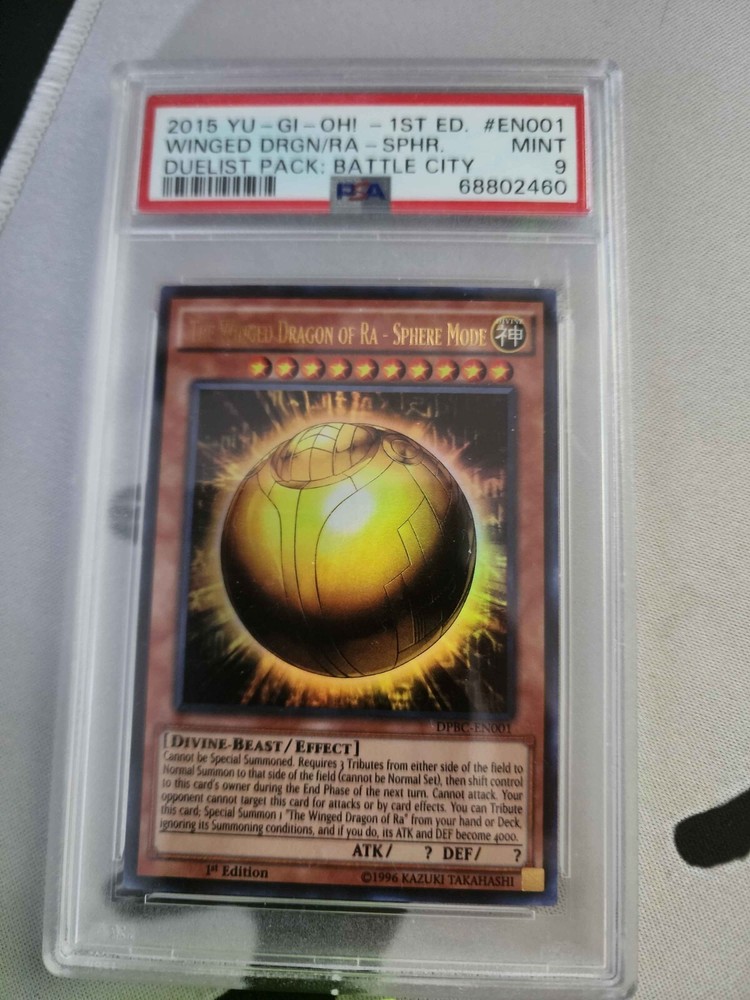 2015 YU-GI-OH! - 1ST ED. #EN001
WINGED DRGN/RA - SPHR. MINT
DUELIST PACK: BATTLE CITY 9
PSA 68802460
THE WINGED DRAGON OF RA - SPHERE MODE
神
DPBC-EN001
[DIVINE-BEAST/EFFECT]
Cannot be Special Summoned. Requires 3 Tributes from either side of the field to
Normal Summon to that side of the field (cannot be Normal Set), then shift control
to this card's owner during the End Phase of the next turn. Cannot attack. Your
opponent cannot target this card for attacks or by card effects. You can Tribute
this card; Special Summon 1 "The Winged Dragon of Ra" from your hand or Deck,
ignoring its Summoning conditions, and if you do, its ATK and DEF become 4000.
ATK/ ? DEF/ ?
1st Edition ©1996 KAZUKI TAKAHASHI